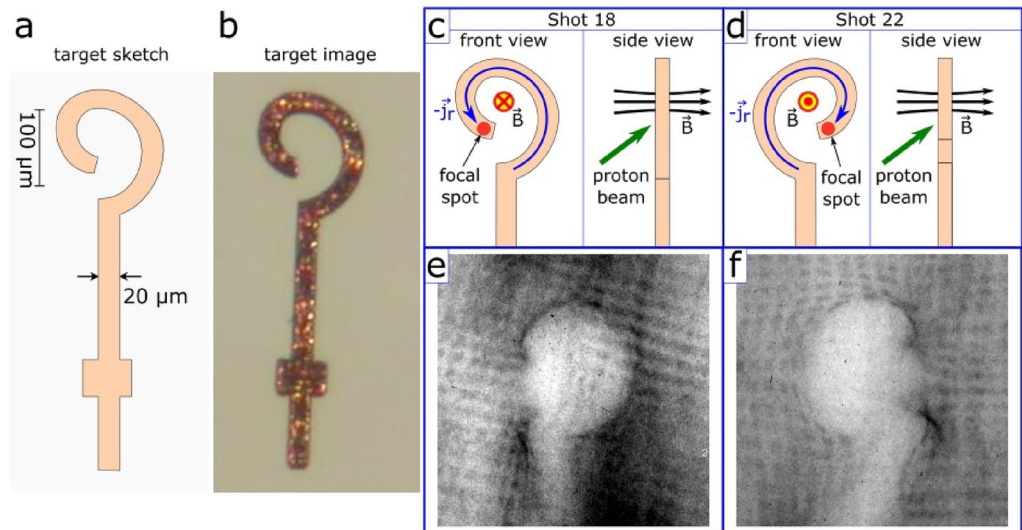 a
target sketch
100 μm
20 μm
b
target image
c
Shot 18
front view
side view
-j⃗r
B⃗
focal
spot
proton
beam
B⃗
d
Shot 22
front view
side view
-j⃗r
B⃗
focal
spot
proton
beam
B⃗
e
2
f